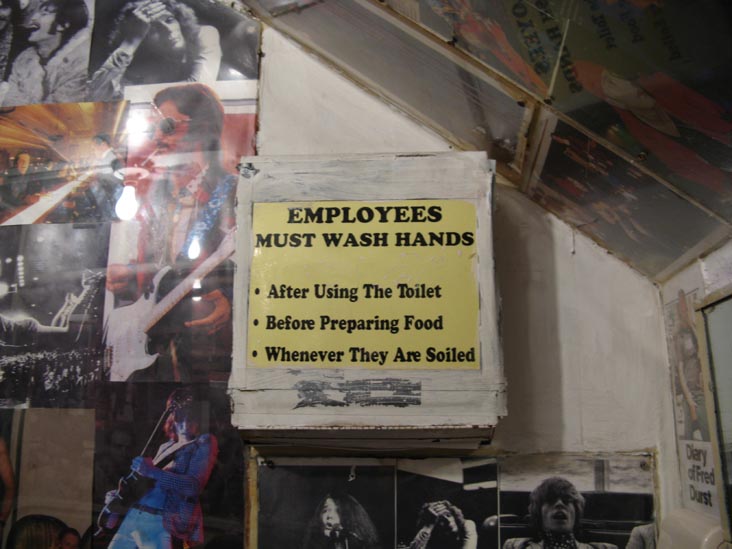 EMPLOYEES
MUST WASH HANDS
• After Using The Toilet
• Before Preparing Food
• Whenever They Are Soiled
Diary
of Fred
Durst